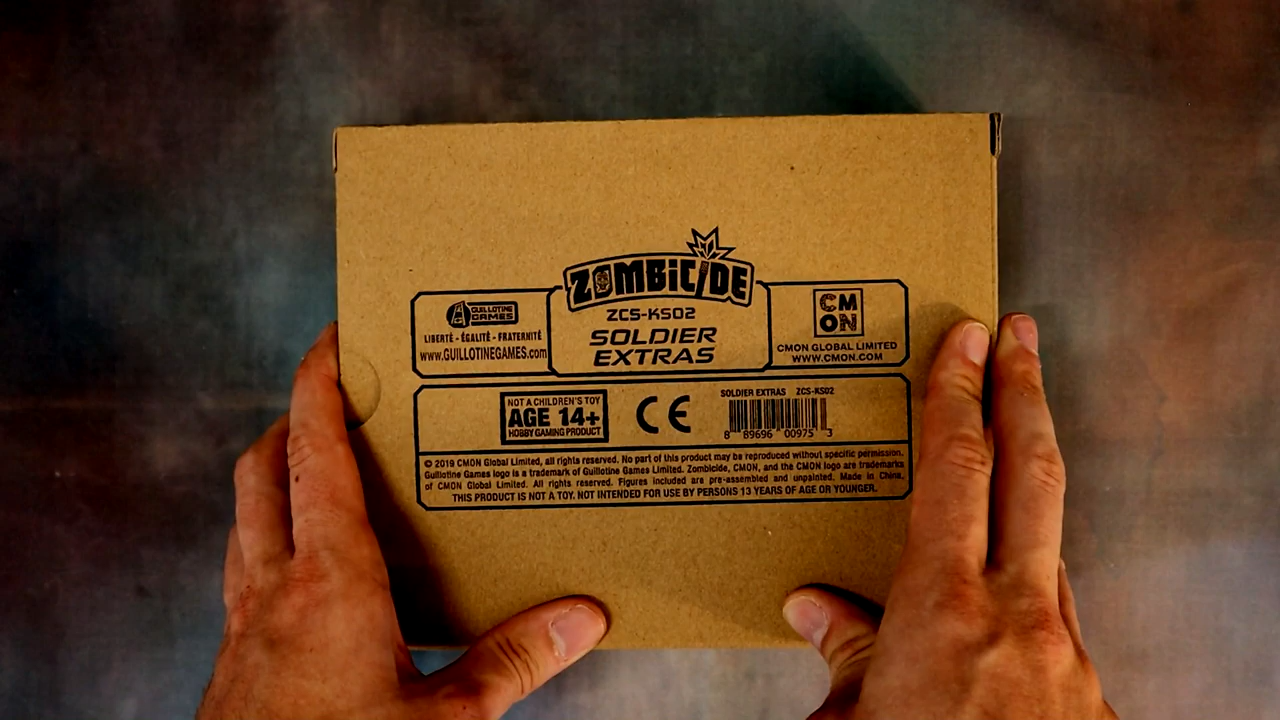 ZOMBICIDE
ZCS-KS02
SOLDIER
EXTRAS
GUILLOTINE
GAMES
LIBERTÉ - ÉGALITÉ - FRATERNITÉ
www.GUILLOTINEGAMES.com
CM
ON
CMON GLOBAL LIMITED
WWW.CMON.COM
NOT A CHILDREN'S TOY
AGE 14+
HOBBY GAMING PRODUCT
CE
SOLDIER EXTRAS ZCS-KS02
8 89696 00975 3
© 2019 CMON Global Limited, all rights reserved. No part of this product may be reproduced without specific permission.
Guillotine Games logo is a trademark of Guillotine Games Limited. Zombicide, CMON, and the CMON logo are trademarks
of CMON Global Limited. All rights reserved. Figures included are pre-assembled and unpainted. Made in China.
THIS PRODUCT IS NOT A TOY. NOT INTENDED FOR USE BY PERSONS 13 YEARS OF AGE OR YOUNGER.